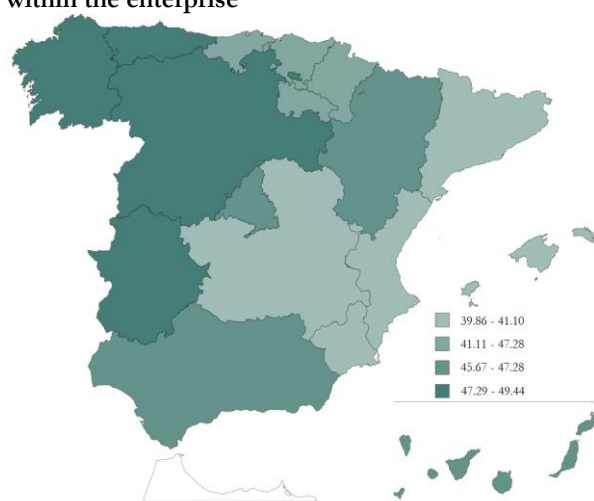 within the enterprise
39.86 - 41.10
41.11 - 47.28
45.67 - 47.28
47.29 - 49.44